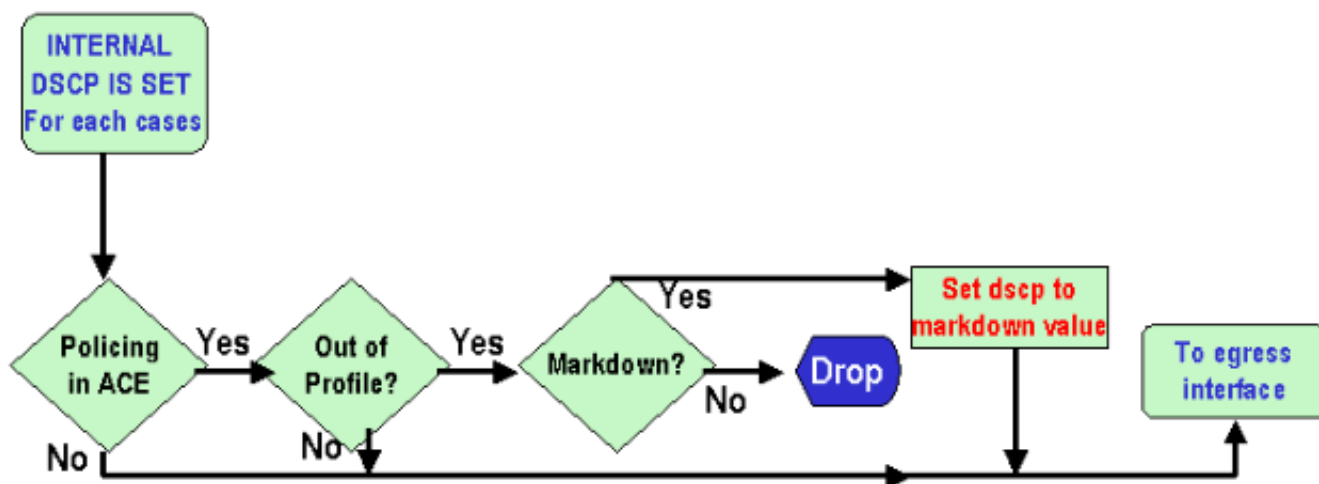 INTERNAL
DSCP IS SET
For each cases
Policing
in ACE
Yes
No
Out of
Profile?
Yes
No
Markdown?
Yes
No
Drop
Set dscp to
markdown value
To egress
interface